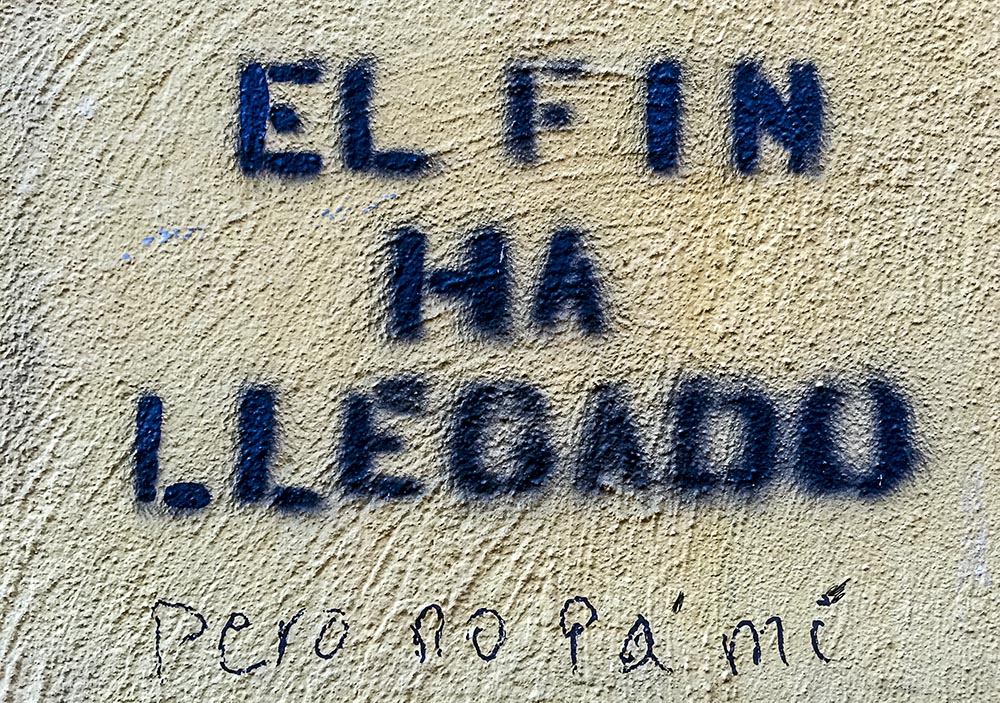 EL FIN
HA
LLEGADO
Pero no pa' mí